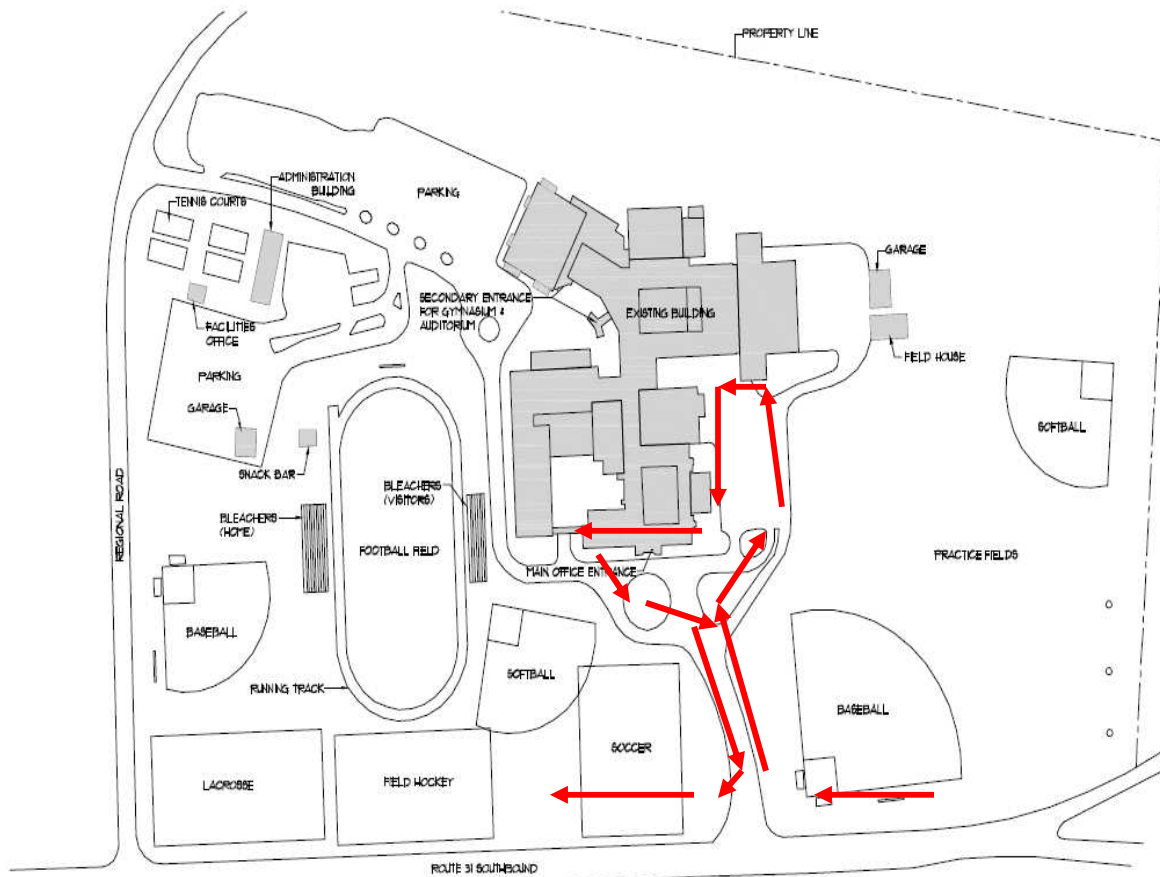 PROPERTY LINE
ADMINISTRATION
BUILDING
PARKING
TENNIS COURTS
GARAGE
SECONDARY ENTRANCE
FOR GYMNASIUM &
AUDITORIUM
EXISTING BUILDING
FACILITIES
OFFICE
FIELD HOUSE
PARKING
GARAGE
SOFTBALL
SNACK BAR
BLEACHERS
(VISITORS)
REGIONAL ROAD
BLEACHERS
(HOME)
FOOTBALL FIELD
PRACTICE FIELDS
MAIN OFFICE ENTRANCE
BASEBALL
SOFTBALL
RUNNING TRACK
BASEBALL
SOCCER
LACROSSE
FIELD HOCKEY
ROUTE 31 SOUTHBOUND